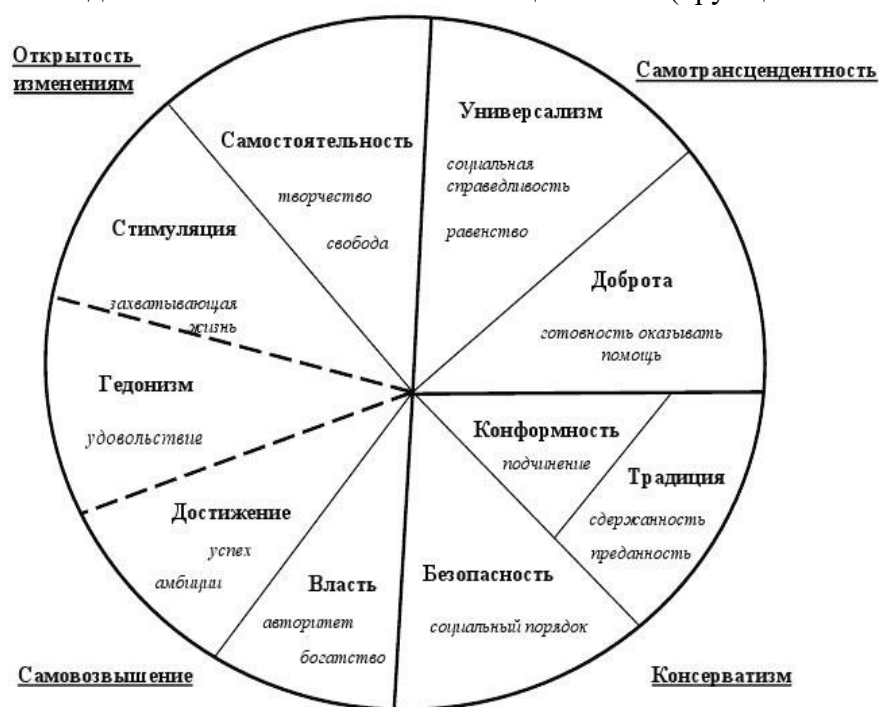 Открытость
изменениям
Самотрансцендентность
Универсализм
социальная
справедливость
равенство
Самостоятельность
творчество
свобода
Стимуляция
захватывающая
жизнь
Доброта
готовность оказывать
помощь
Гедонизм
удовольствие
Конформность
подчинение
Традиция
сдержанность
преданность
Достижение
успех
амбиции
Власть
авторитет
богатство
Безопасность
социальный порядок
Самовозвышение
Консерватизм